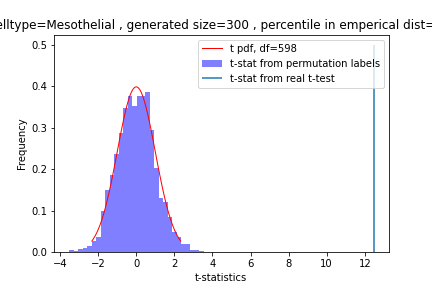 elltype=Mesothelial , generated size=300 , percentile in emperical dist=
t pdf, df=598
t-stat from permutation labels
t-stat from real t-test
0.5
0.4
0.3
0.2
0.1
0.0
Frequency
−4 −2 0 2 4 6 8 10 12
t-statistics